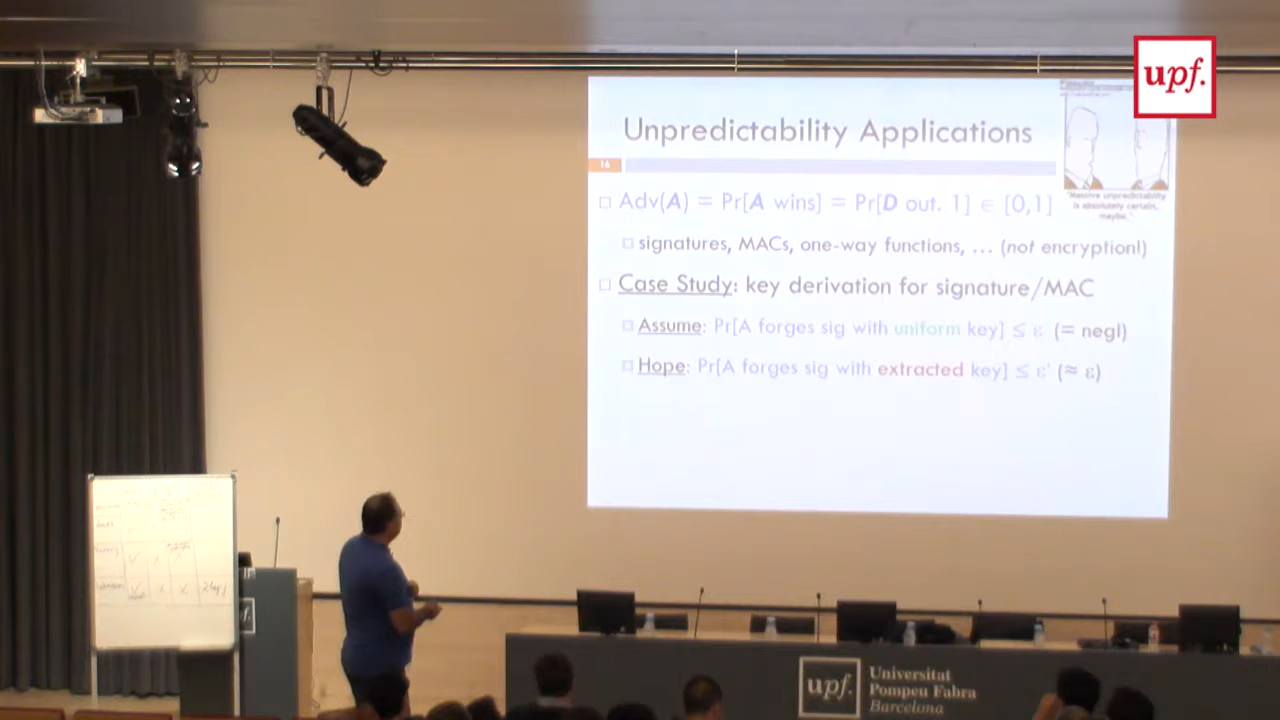 upf.
Unpredictability Applications
16
"Massive unpredictability
is absolutely certain,
maybe."
Adv(A) = Pr[A wins] = Pr[D out. 1] ∈ [0,1]
signatures, MACs, one-way functions, … (not encryption!)
Case Study: key derivation for signature/MAC
Assume: Pr[A forges sig with uniform key] ≤ ε (= negl)
Hope: Pr[A forges sig with extracted key] ≤ ε' (≈ ε)
upf.
upf.
Universitat
Pompeu Fabra
Barcelona